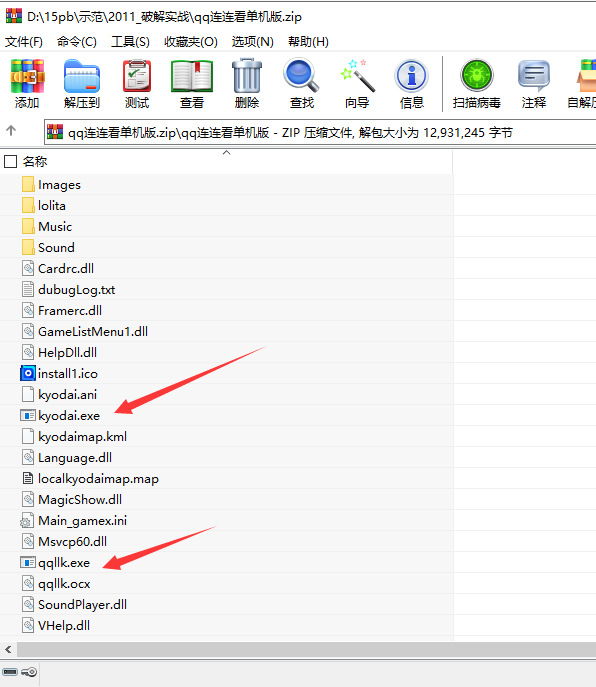 D:\15pb\示范\2011_破解实战\qq连连看单机版.zip
文件(F) 命令(C) 工具(S) 收藏夹(O) 选项(N) 帮助(H)
添加 解压到 测试 查看 删除 查找 向导 信息 扫描病毒 注释 自解
qq连连看单机版.zip\qq连连看单机版 - ZIP 压缩文件, 解包大小为 12,931,245 字节
名称
Images
lolita
Music
Sound
Cardrc.dll
dubugLog.txt
Framerc.dll
GameListMenu1.dll
HelpDll.dll
install1.ico
kyodai.ani
kyodai.exe
kyodaimap.kml
Language.dll
localkyodaimap.map
MagicShow.dll
Main_gamex.ini
Msvcp60.dll
qqllk.exe
qqllk.ocx
SoundPlayer.dll
VHelp.dll